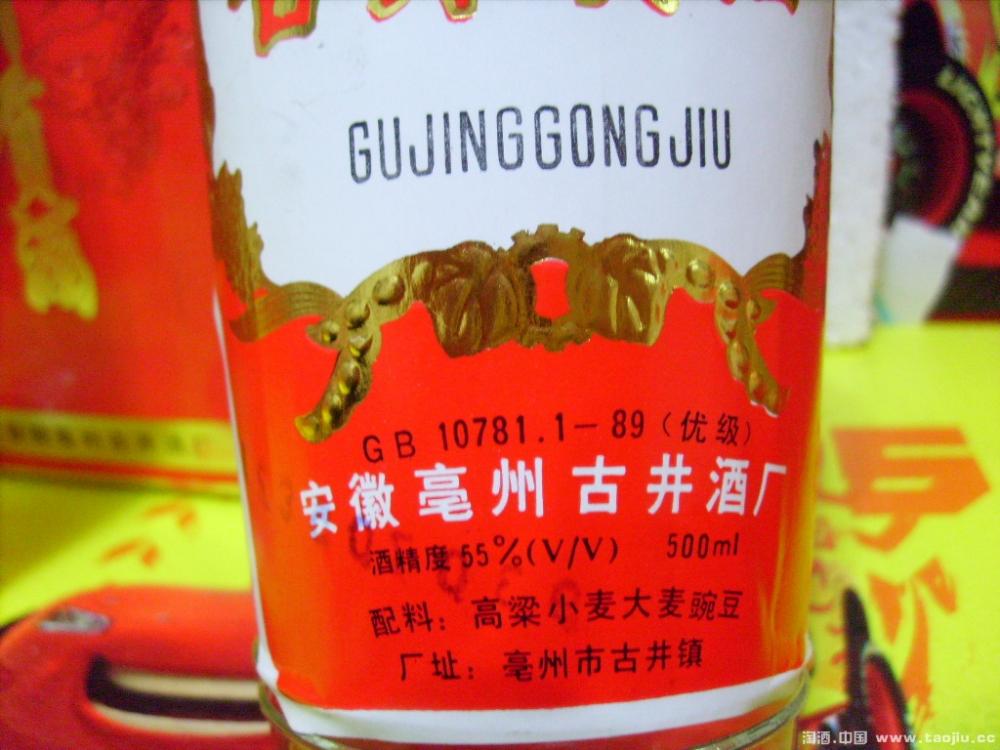 GUJINGGONGJIU
GB 10781.1-89(优级)
安徽亳州古井酒厂
酒精度55%(V/V) 500ml
配料:高粱小麦大麦豌豆
厂址:亳州市古井镇
淘酒.中国 www.taojiu.cc